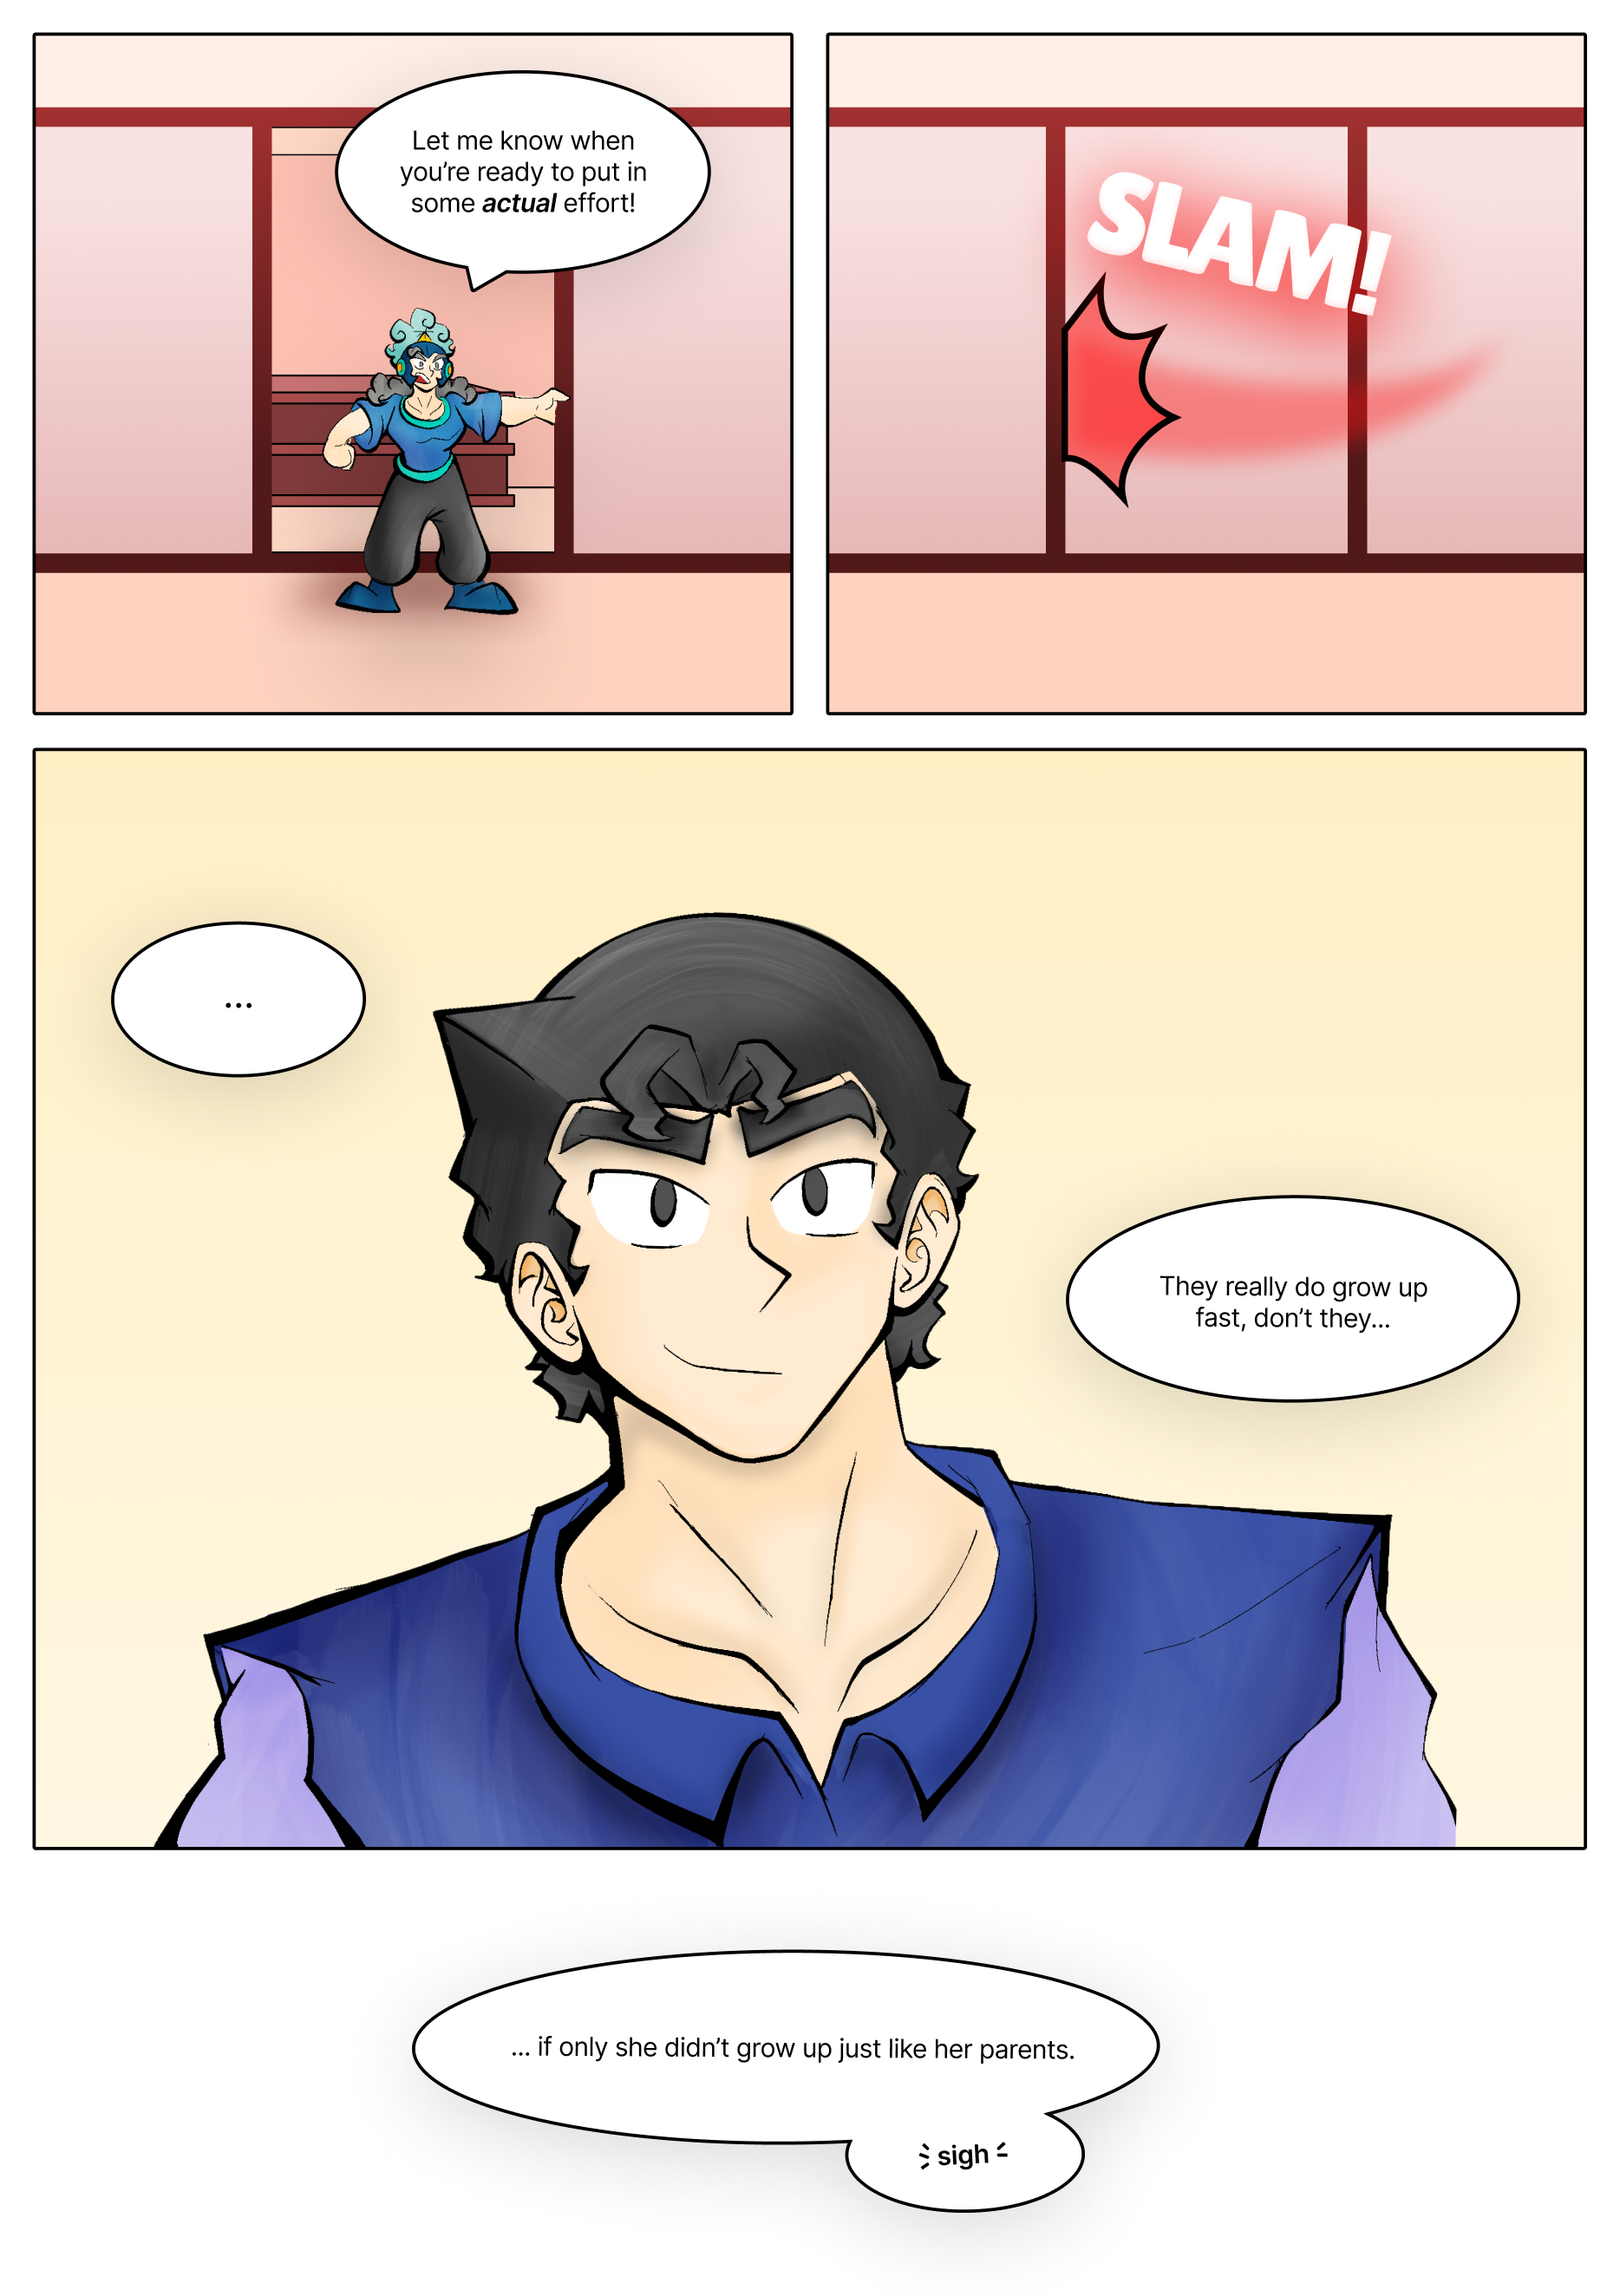 Let me know when
you’re ready to put in
some actual effort!
SLAM!
...
They really do grow up
fast, don’t they...
... if only she didn’t grow up just like her parents.
sigh